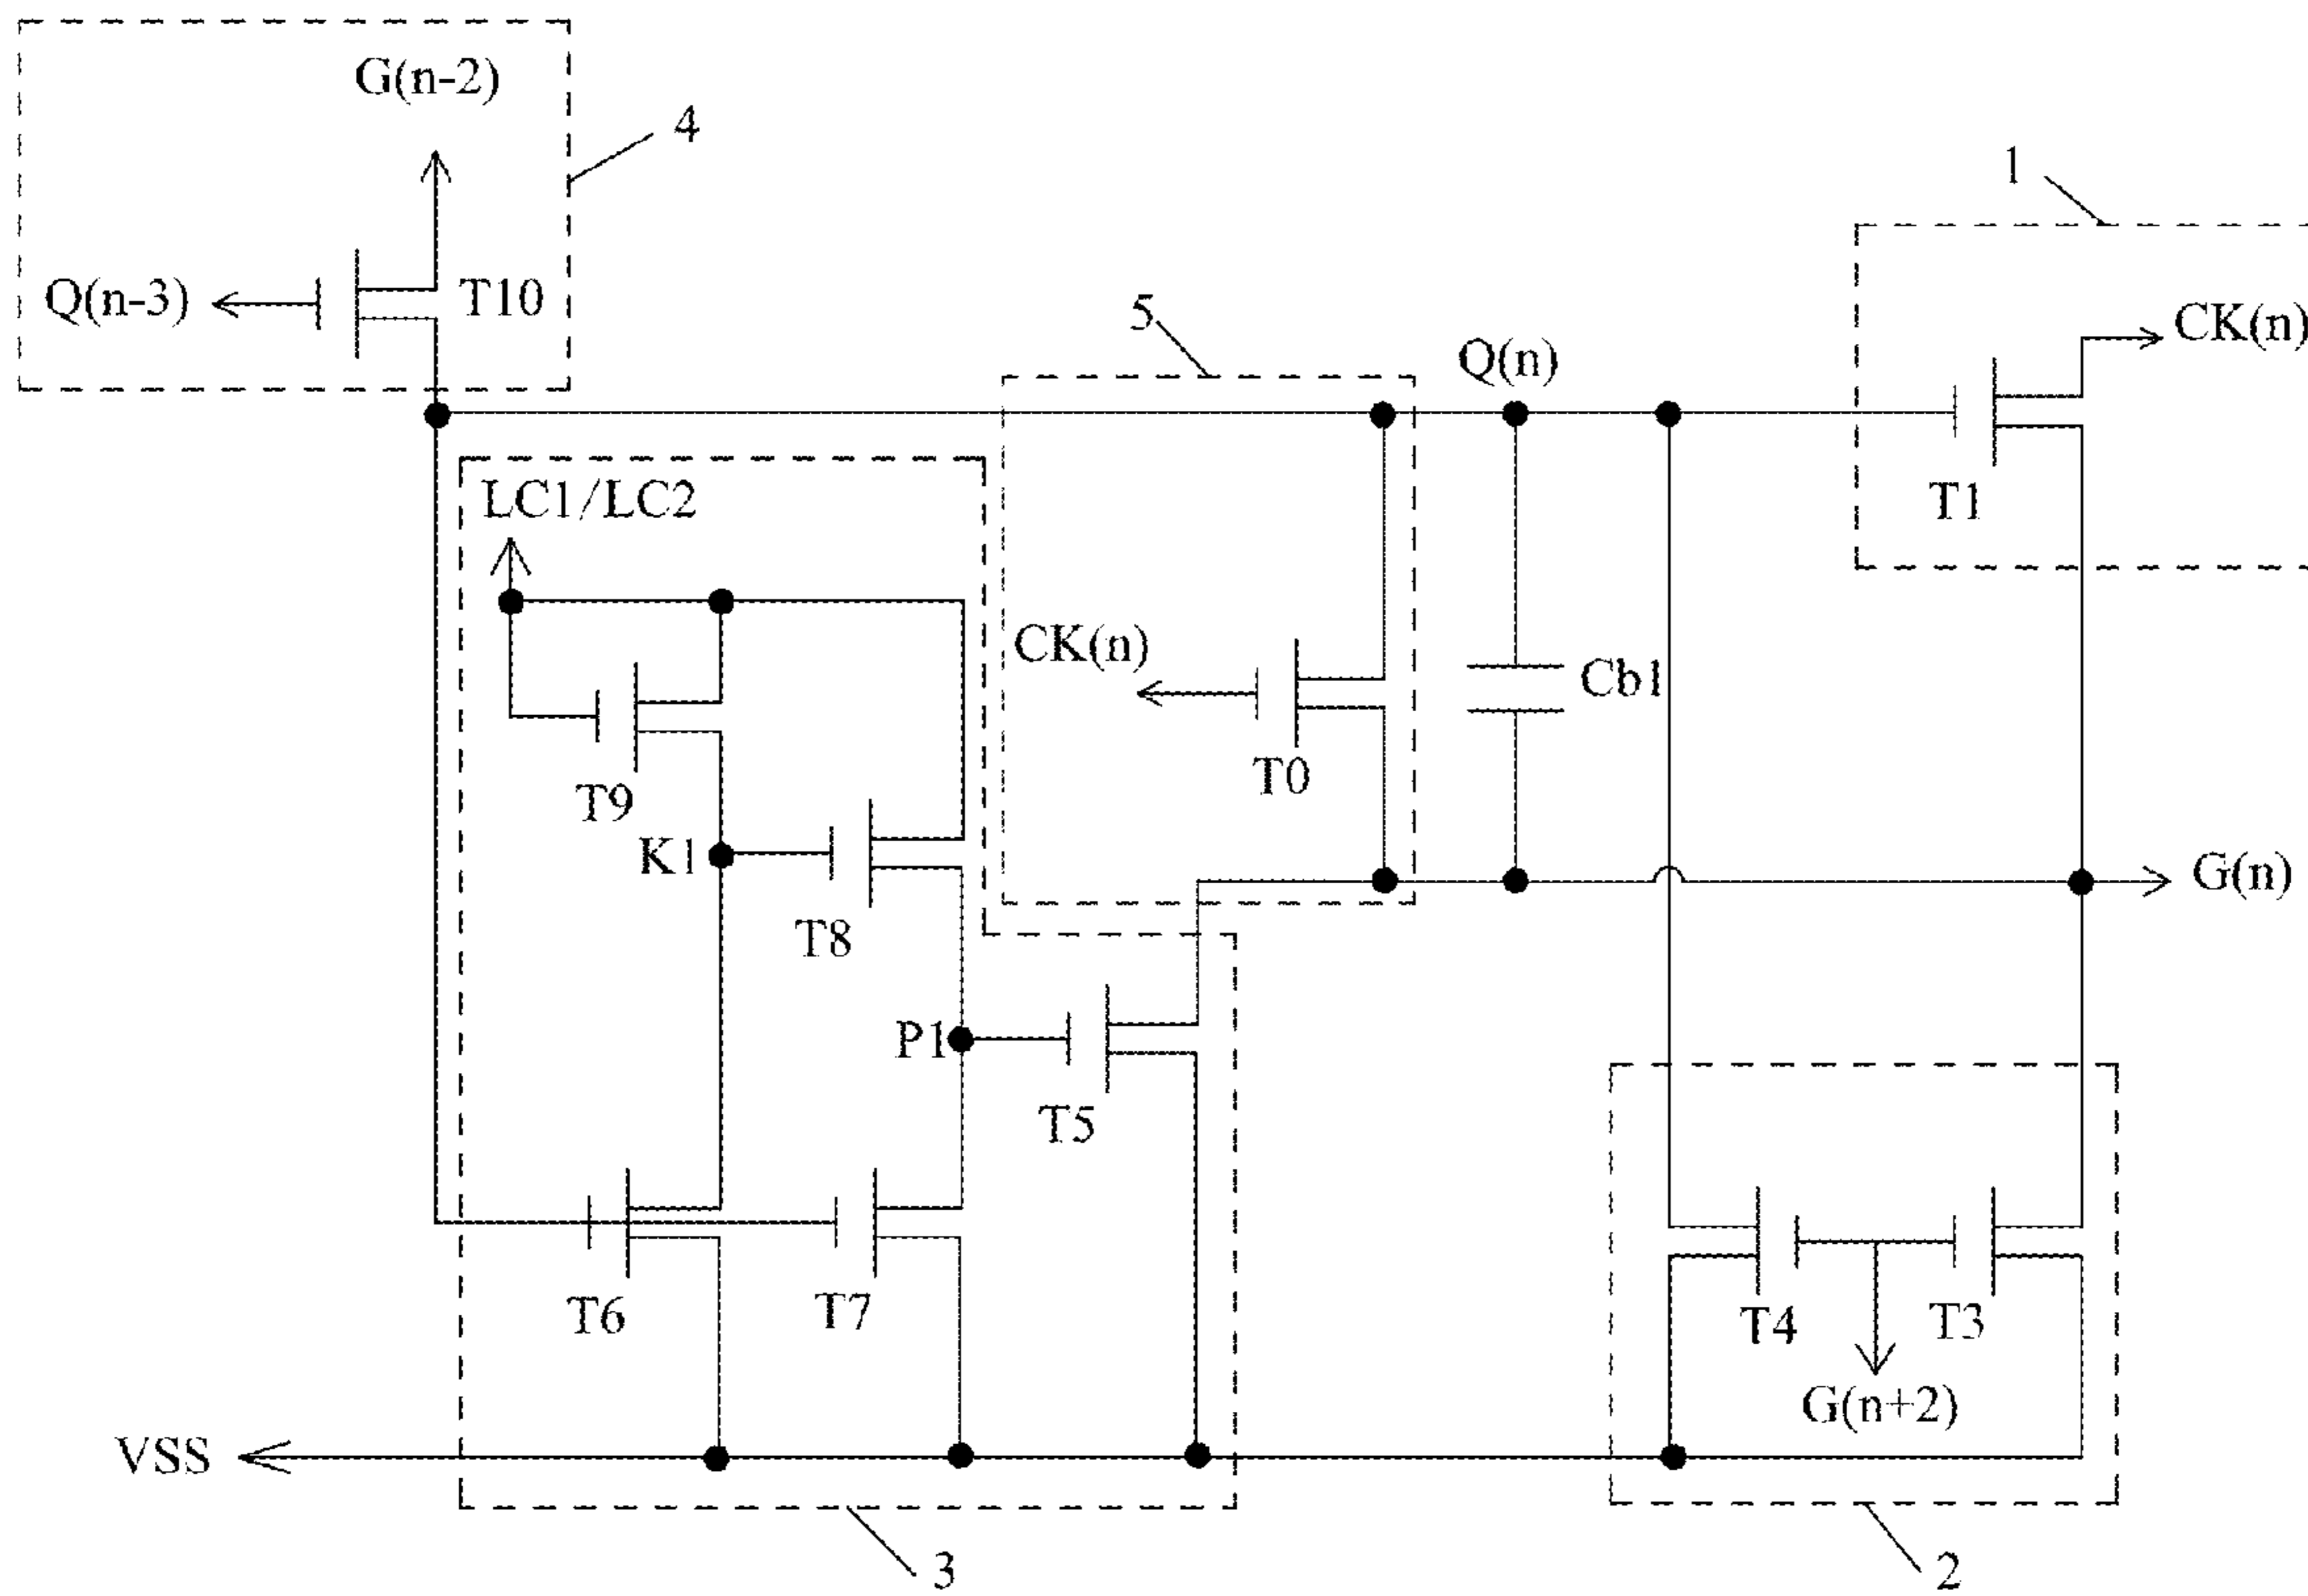 G(n-2)
4
1
Q(n-3)
T10
5
Q(n)
CK(n)
LC1/LC2
T1
CK(n)
Cb1
T9
T0
K1
T8
G(n)
P1
T5
T6
T7
T4
T3
G(n+2)
VSS
3
2